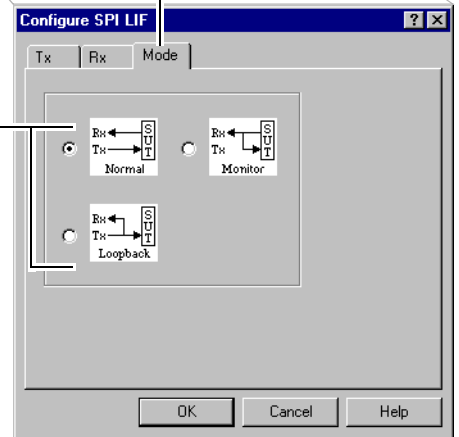 Configure SPI LIF
Tx Rx Mode
Rx SUT
Tx
Normal
Rx SUT
Tx
Monitor
Rx SUT
Tx
Loopback
OK Cancel Help